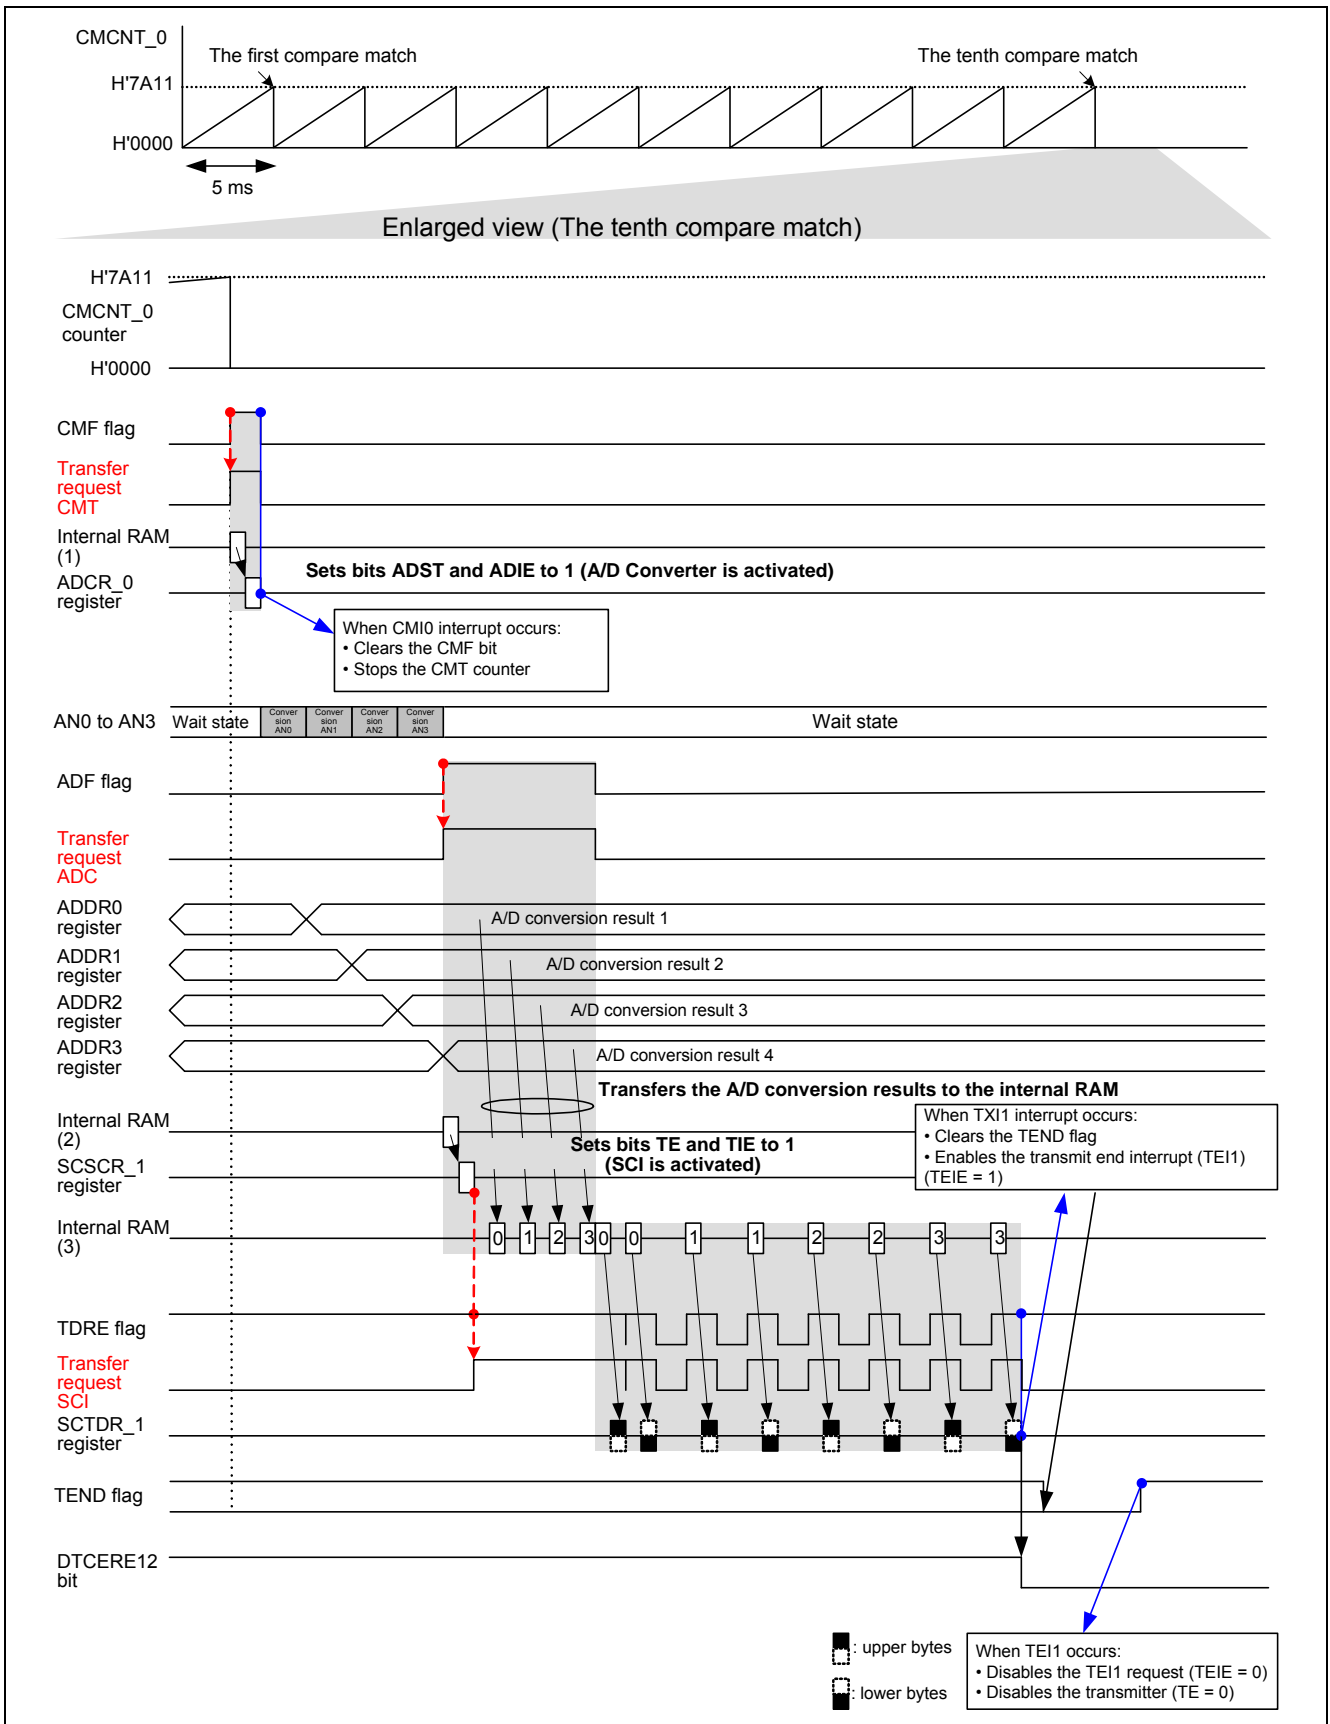 CMCNT_0
The first compare match
The tenth compare match
H'7A11
H'0000
5 ms
Enlarged view (The tenth compare match)
H'7A11
CMCNT_0
counter
H'0000
CMF flag
Transfer
request
CMT
Internal RAM
(1)
Sets bits ADST and ADIE to 1 (A/D Converter is activated)
ADCR_0
register
When CMI0 interrupt occurs:
• Clears the CMF bit
• Stops the CMT counter
AN0 to AN3
Wait state
Conver
sion
AN0
Conver
sion
AN1
Conver
sion
AN2
Conver
sion
AN3
Wait state
ADF flag
Transfer
request
ADC
ADDR0
register
A/D conversion result 1
ADDR1
register
A/D conversion result 2
ADDR2
register
A/D conversion result 3
ADDR3
register
A/D conversion result 4
Transfers the A/D conversion results to the internal RAM
Internal RAM
(2)
Sets bits TE and TIE to 1
(SCI is activated)
When TXI1 interrupt occurs:
• Clears the TEND flag
• Enables the transmit end interrupt (TEI1)
(TEIE = 1)
SCSCR_1
register
Internal RAM
(3)
0 1 2 3 0 0 1 1 2 2 3 3
TDRE flag
Transfer
request
SCI
SCTDR_1
register
TEND flag
DTCERE12
bit
: upper bytes
: lower bytes
When TEI1 occurs:
• Disables the TEI1 request (TEIE = 0)
• Disables the transmitter (TE = 0)